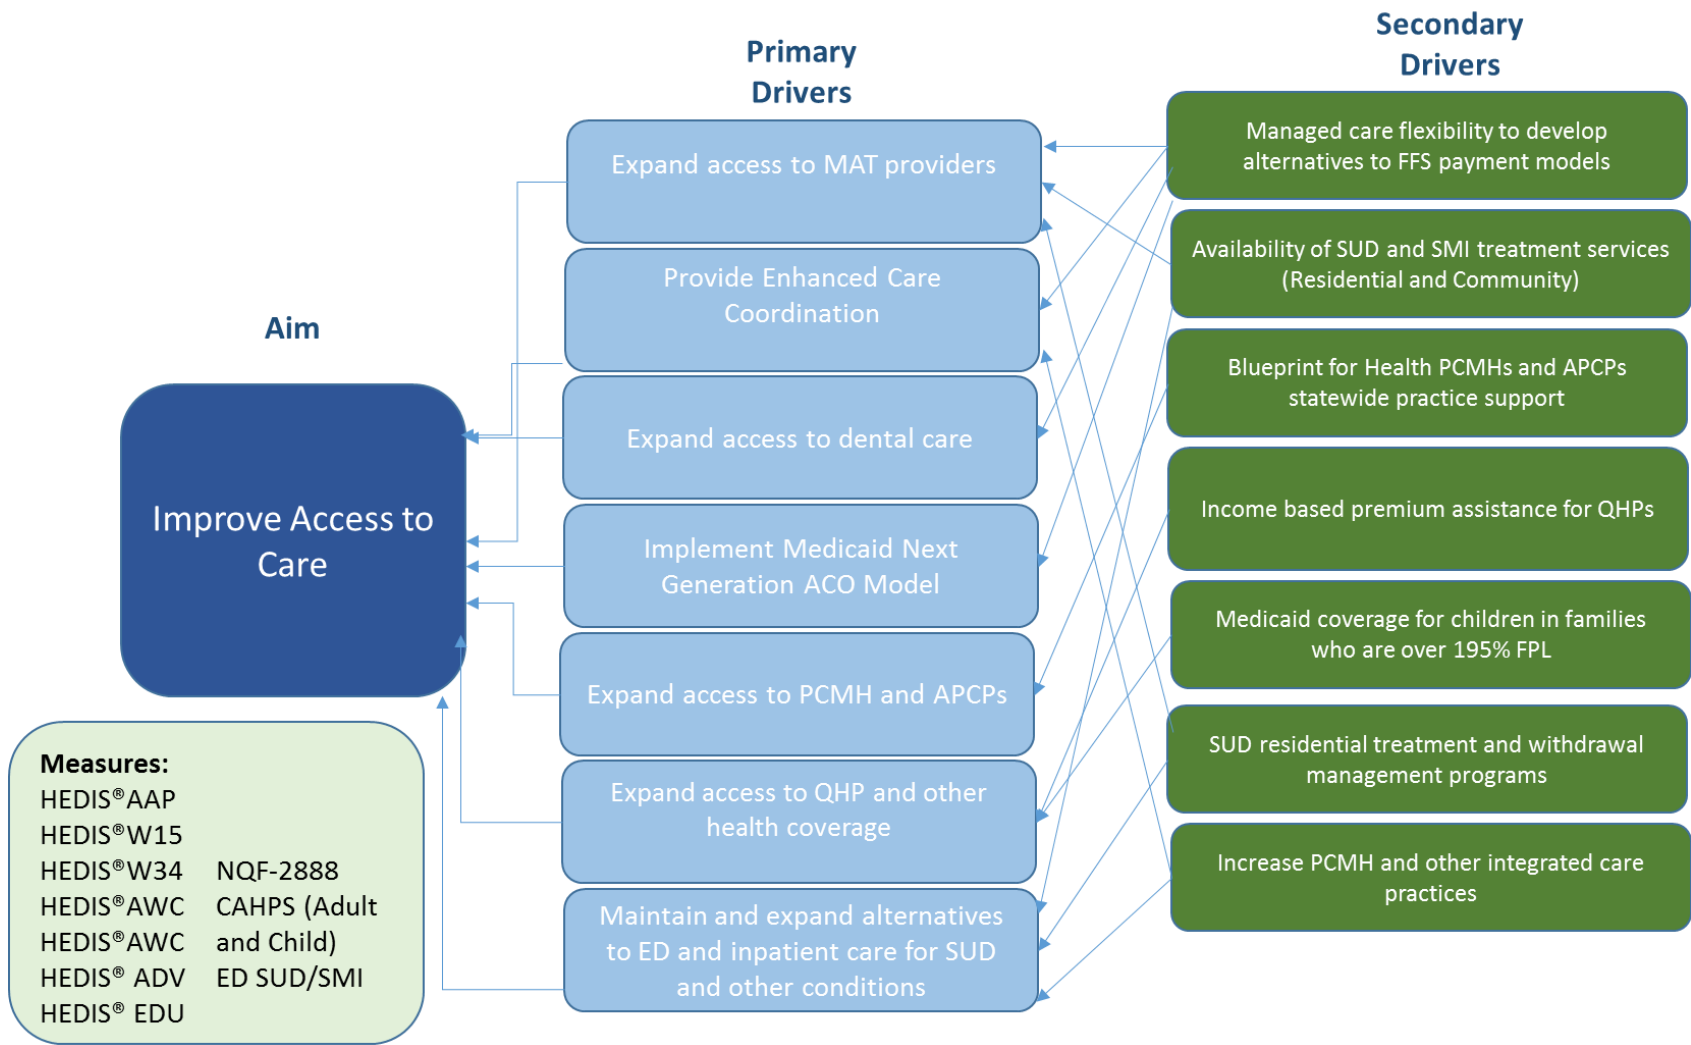 Aim
Improve Access to
Care
Measures:
HEDIS®AAP
HEDIS®W15
HEDIS®W34 NQF-2888
HEDIS®AWC CAHPS (Adult
HEDIS®AWC and Child)
HEDIS® ADV ED SUD/SMI
HEDIS® EDU
Primary
Drivers
Expand access to MAT providers
Provide Enhanced Care
Coordination
Expand access to dental care
Implement Medicaid Next
Generation ACO Model
Expand access to PCMH and APCPs
Expand access to QHP and other
health coverage
Maintain and expand alternatives
to ED and inpatient care for SUD
and other conditions
Secondary
Drivers
Managed care flexibility to develop
alternatives to FFS payment models
Availability of SUD and SMI treatment services
(Residential and Community)
Blueprint for Health PCMHs and APCPs
statewide practice support
Income based premium assistance for QHPs
Medicaid coverage for children in families
who are over 195% FPL
SUD residential treatment and withdrawal
management programs
Increase PCMH and other integrated care
practices